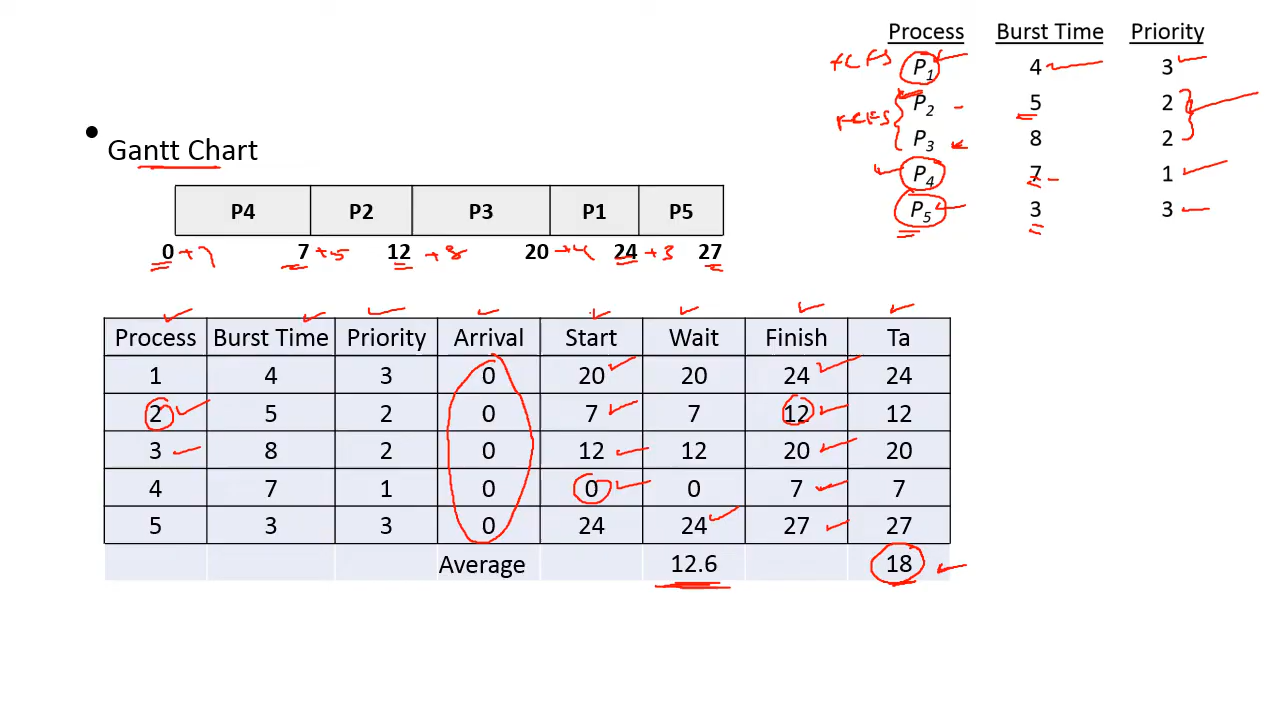 Process Burst Time Priority
FCFS P1 4 3
P2 5 2
FCFS P3 8 2
P4 7 1
P5 3 3
• Gantt Chart
P4 P2 P3 P1 P5
0 +7 7 +5 12 +8 20 +4 24 +3 27
Process Burst Time Priority Arrival Start Wait Finish Ta
1 4 3 0 20 20 24 24
2 5 2 0 7 7 12 12
3 8 2 0 12 12 20 20
4 7 1 0 0 0 7 7
5 3 3 0 24 24 27 27
Average 12.6 18